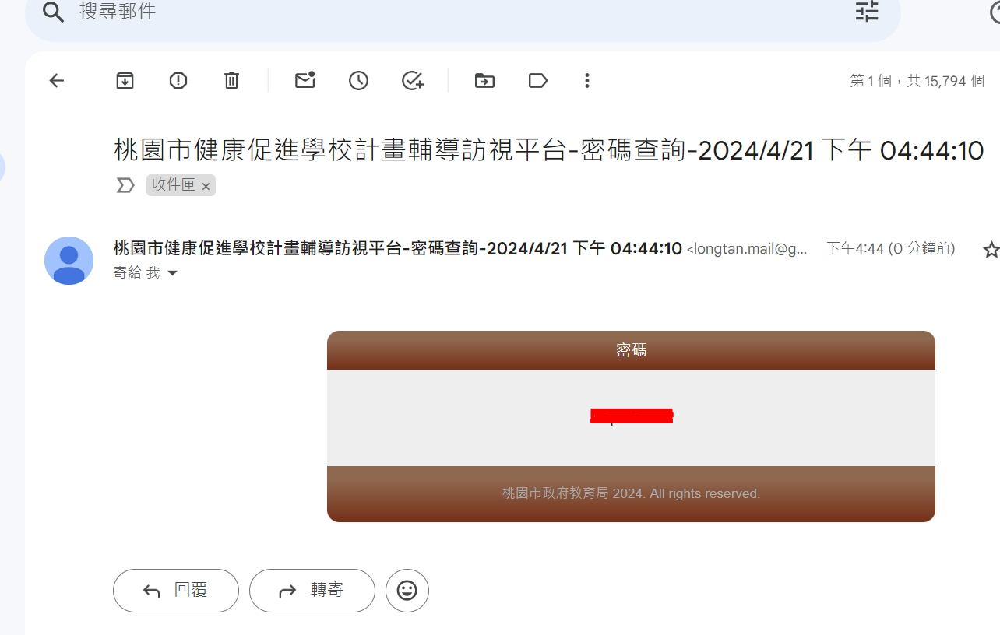 搜尋郵件
第 1 個，共 15,794 個
桃園市健康促進學校計畫輔導訪視平台-密碼查詢-2024/4/21 下午 04:44:10
收件匣 ×
桃園市健康促進學校計畫輔導訪視平台-密碼查詢-2024/4/21 下午 04:44:10 <longtan.mail@g... 下午4:44 (0 分鐘前)
寄給 我
密碼
桃園市政府教育局 2024. All rights reserved.
回覆
轉寄